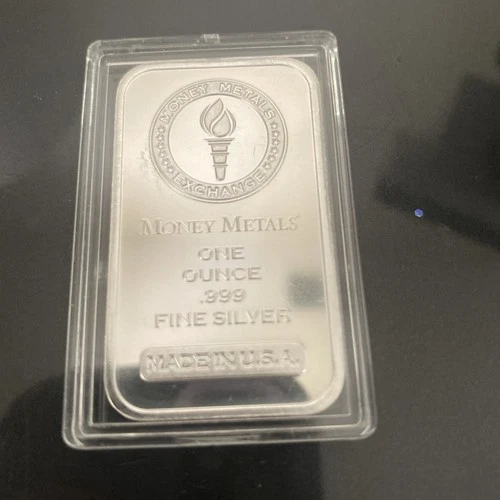 MONEY METALS
EXCHANGE
MONEY METALS®
ONE
OUNCE
.999
FINE SILVER
MADE IN U.S.A.